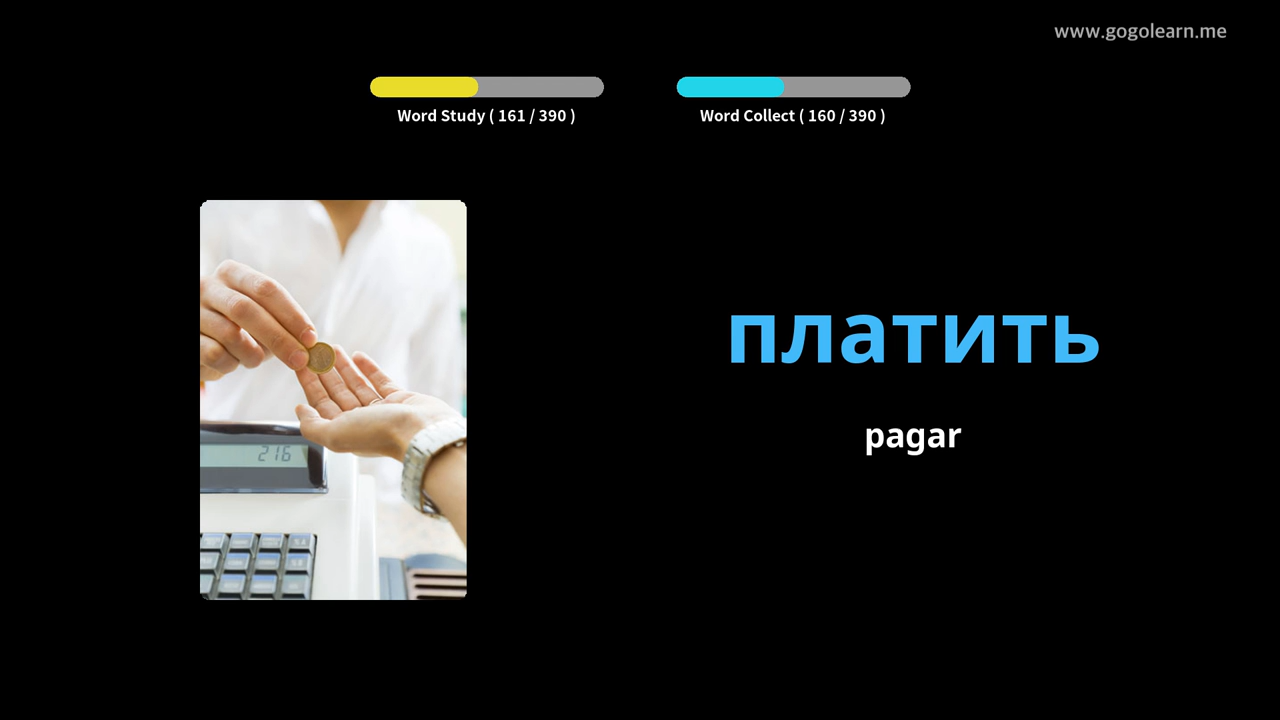 www.gogolearn.me
Word Study ( 161 / 390 )
Word Collect ( 160 / 390 )
платить
pagar
216